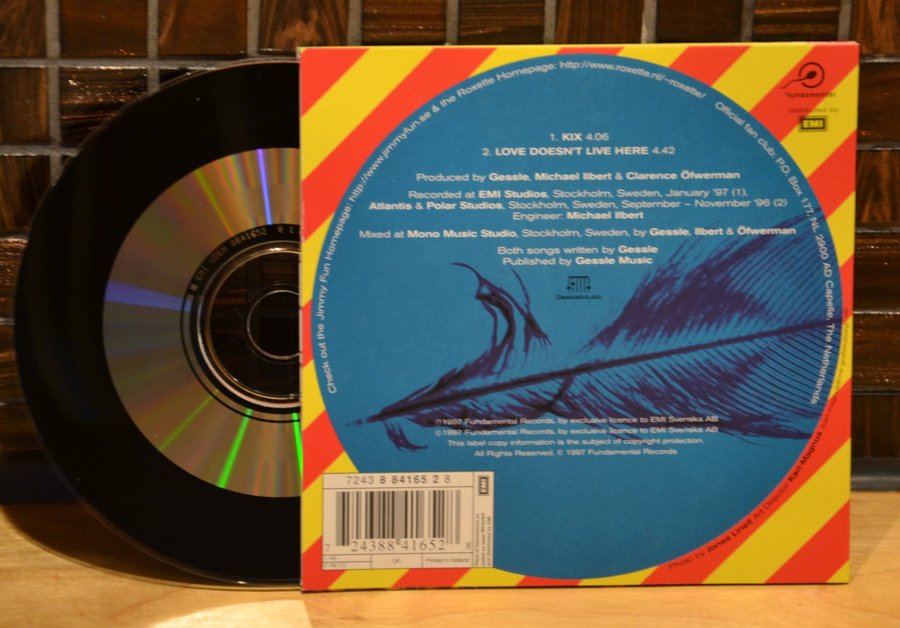 Check out the Jimmy Fun Homepage: http://www.jimmyfun.se & the Roxette Homepage: http://www.roxette.nl/~roxette/
Official fan club: P.O. Box 177, NL 2900 AD Capelle, The Netherlands
fundamental
distributed by
EMI
1. KIX 4.06
2. LOVE DOESN'T LIVE HERE 4.42
Produced by Gessle, Michael Ilbert & Clarence Öfwerman
Recorded at EMI Studios, Stockholm, Sweden, January '97 (1),
Atlantis & Polar Studios, Stockholm, Sweden, September – November '96 (2)
Engineer: Michael Ilbert
Mixed at Mono Music Studio, Stockholm, Sweden, by Gessle, Ilbert & Öfwerman
Both songs written by Gessle
Published by Gessle Music
GessleMusic
℗ 1997 Fundamental Records, by exclusive licence to EMI Svenska AB
© 1997 Fundamental Records, by exclusive licence to EMI Svenska AB
This label copy information is the subject of copyright protection.
All Rights Reserved. © 1997 Fundamental Records
Photo by Jonas Linell Art Director Karl-Magnus
7243 8 84165 2 8
EMI
7 24388 41652 8
UK:
Printed in Holland
EMI UDEN 8841652